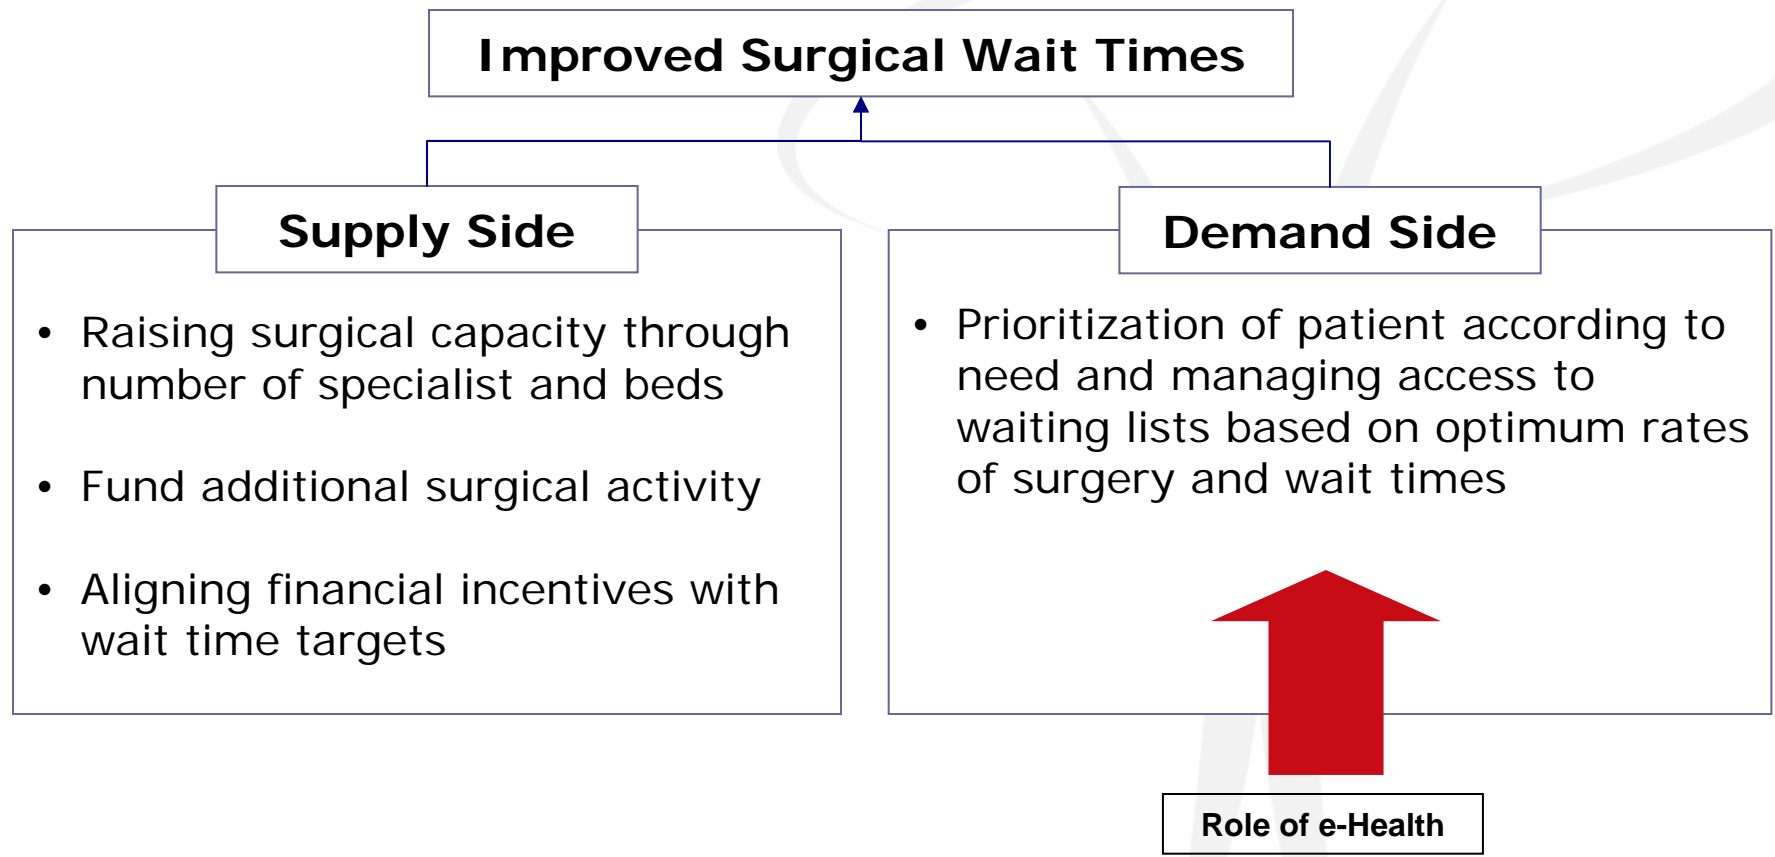 Improved Surgical Wait Times
Supply Side
• Raising surgical capacity through
number of specialist and beds
• Fund additional surgical activity
• Aligning financial incentives with
wait time targets
Demand Side
• Prioritization of patient according to
need and managing access to
waiting lists based on optimum rates
of surgery and wait times
Role of e-Health